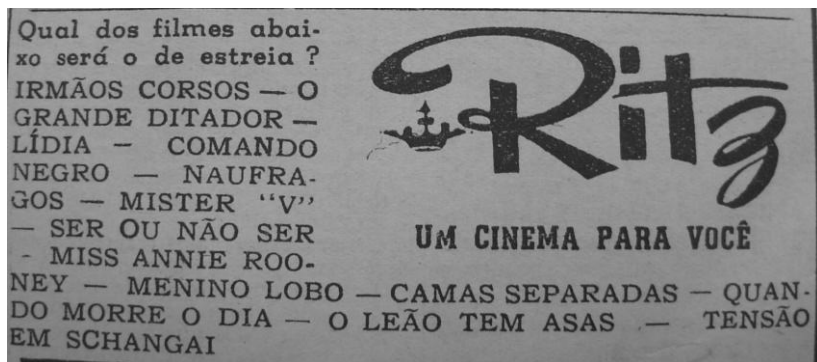 Qual dos filmes abai-
xo será o de estreia ?
IRMÃOS CORSOS — O
GRANDE DITADOR —
LÍDIA — COMANDO
NEGRO — NAUFRA-
GOS — MISTER "V"
— SER OU NÃO SER
- MISS ANNIE ROO-
NEY — MENINO LOBO — CAMAS SEPARADAS — QUAN-
DO MORRE O DIA — O LEÃO TEM ASAS — TENSÃO
EM SCHANGAI
Ritz
UM CINEMA PARA VOCÊ